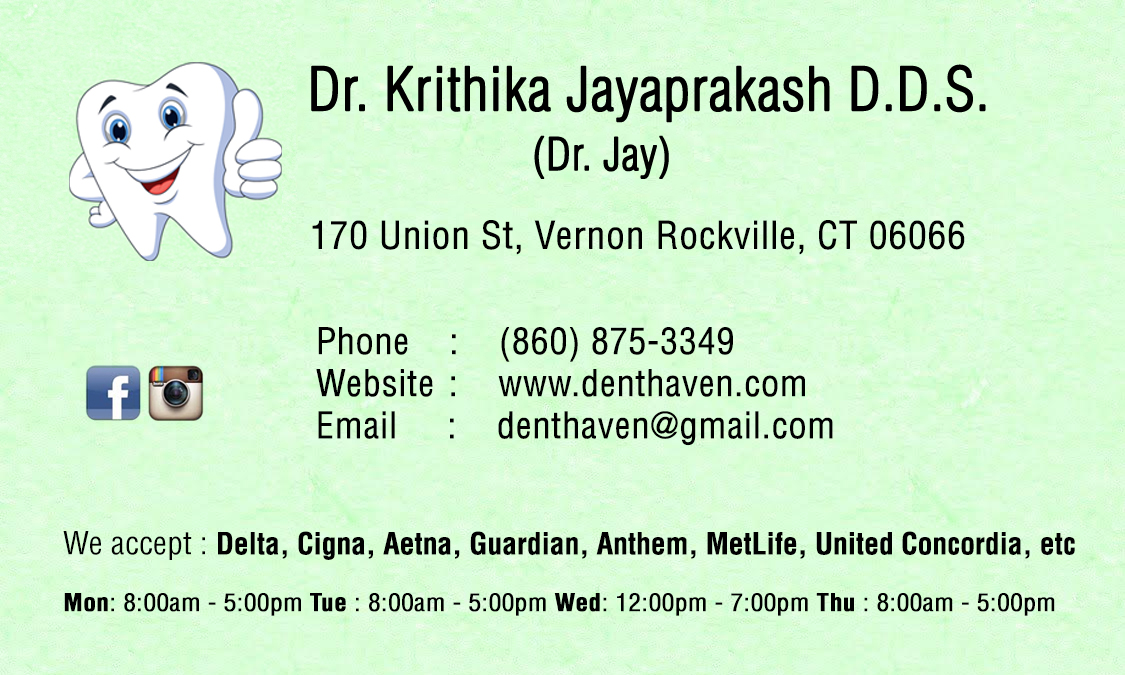 Dr. Krithika Jayaprakash D.D.S.
(Dr. Jay)
170 Union St, Vernon Rockville, CT 06066
Phone : (860) 875-3349
Website : www.denthaven.com
Email : denthaven@gmail.com
We accept : Delta, Cigna, Aetna, Guardian, Anthem, MetLife, United Concordia, etc
Mon: 8:00am - 5:00pm Tue : 8:00am - 5:00pm Wed: 12:00pm - 7:00pm Thu : 8:00am - 5:00pm